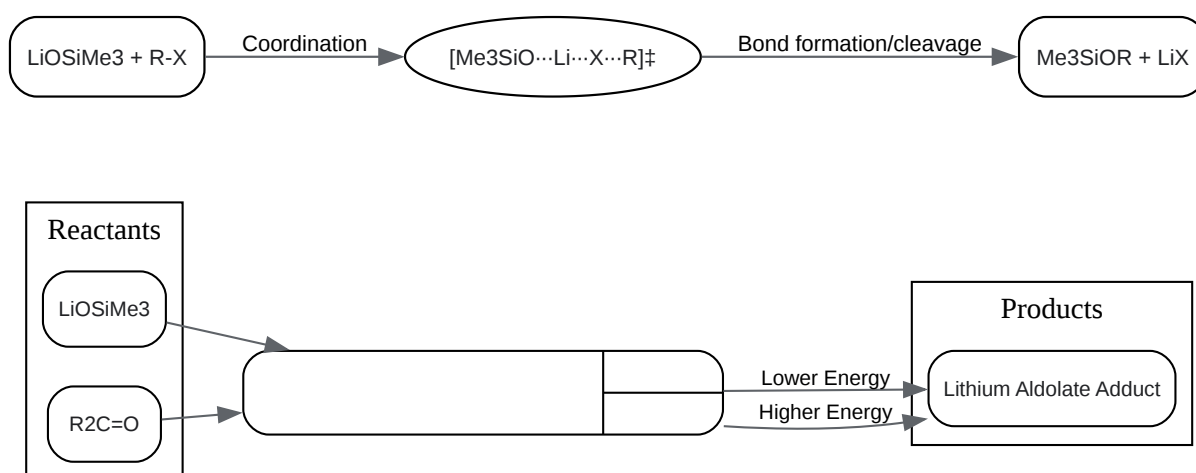 LiOSiMe3 + R-X
Coordination
[Me3SiO···Li···X···R]‡
Bond formation/cleavage
Me3SiOR + LiX
Reactants
LiOSiMe3
R2C=O
Lower Energy
Higher Energy
Products
Lithium Aldolate Adduct